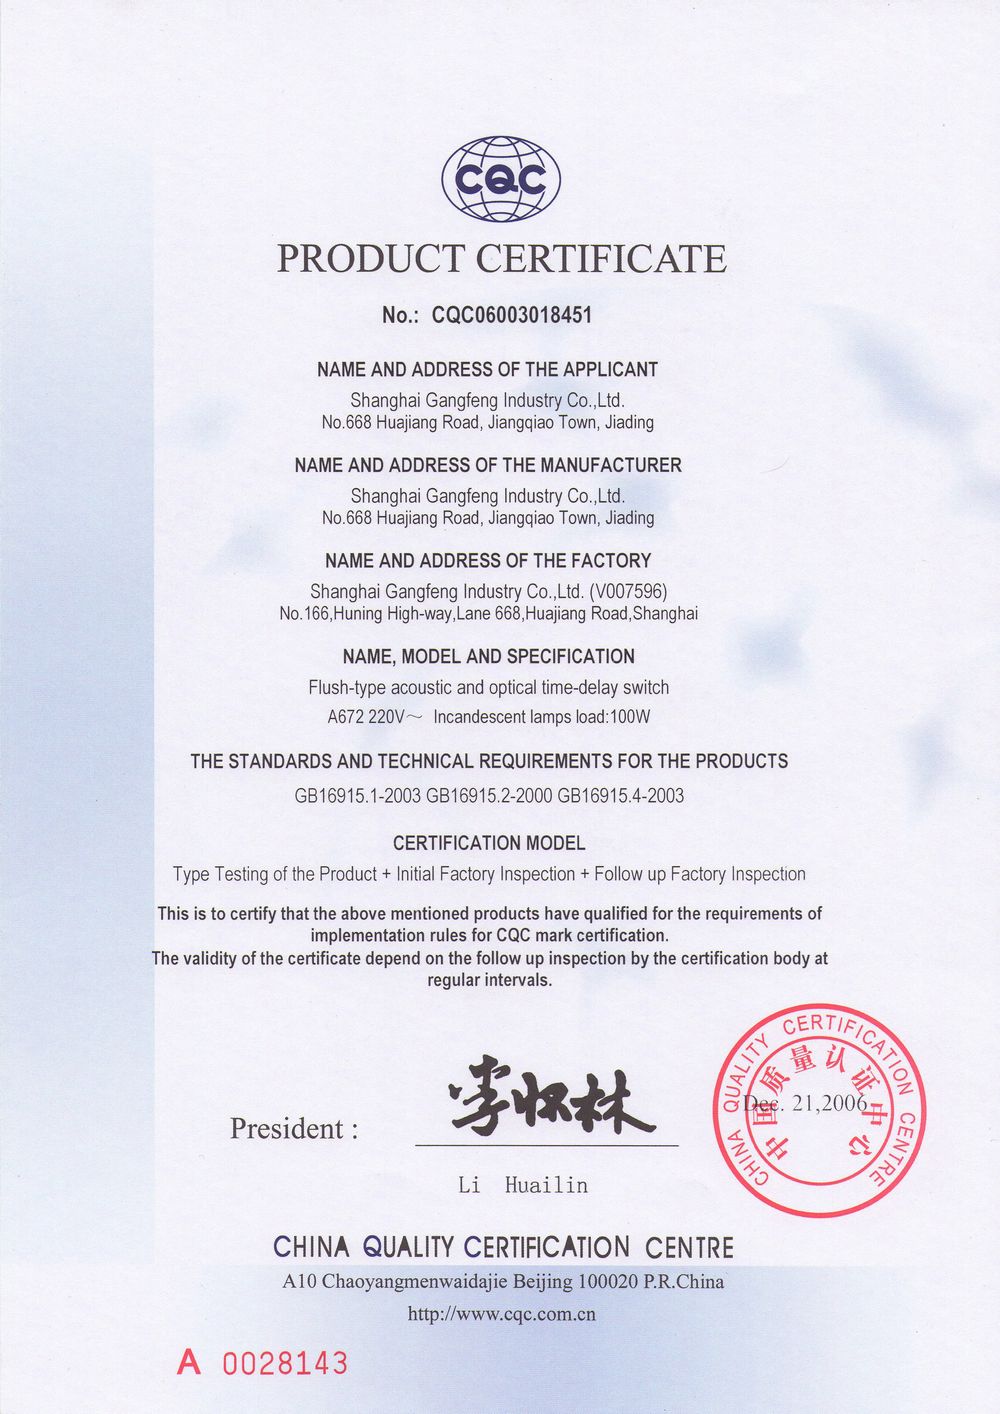 CQC
PRODUCT CERTIFICATE
No.: CQC06003018451
NAME AND ADDRESS OF THE APPLICANT
Shanghai Gangfeng Industry Co.,Ltd.
No.668 Huajiang Road, Jiangqiao Town, Jiading
NAME AND ADDRESS OF THE MANUFACTURER
Shanghai Gangfeng Industry Co.,Ltd.
No.668 Huajiang Road, Jiangqiao Town, Jiading
NAME AND ADDRESS OF THE FACTORY
Shanghai Gangfeng Industry Co.,Ltd. (V007596)
No.166,Huning High-way,Lane 668,Huajiang Road,Shanghai
NAME, MODEL AND SPECIFICATION
Flush-type acoustic and optical time-delay switch
A672 220V～ Incandescent lamps load:100W
THE STANDARDS AND TECHNICAL REQUIREMENTS FOR THE PRODUCTS
GB16915.1-2003 GB16915.2-2000 GB16915.4-2003
CERTIFICATION MODEL
Type Testing of the Product + Initial Factory Inspection + Follow up Factory Inspection
This is to certify that the above mentioned products have qualified for the requirements of
implementation rules for CQC mark certification.
The validity of the certificate depend on the follow up inspection by the certification body at
regular intervals.
CHINA QUALITY CERTIFICATION CENTRE
中国质量认证中心
Dec. 21,2006
President :
李怀林
Li Huailin
CHINA QUALITY CERTIFICATION CENTRE
A10 Chaoyangmenwaidajie Beijing 100020 P.R.China
http://www.cqc.com.cn
A 0028143